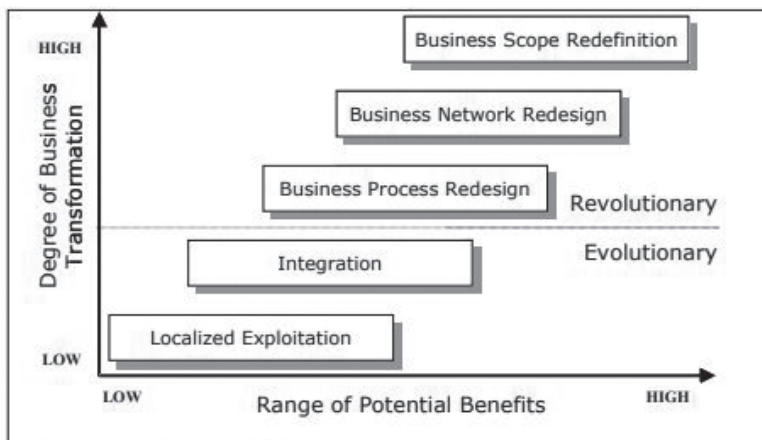 HIGH
Business Scope Redefinition
Business Network Redesign
Degree of Business
Transformation
Business Process Redesign
Revolutionary
Evolutionary
Integration
Localized Exploitation
LOW
LOW
Range of Potential Benefits
HIGH